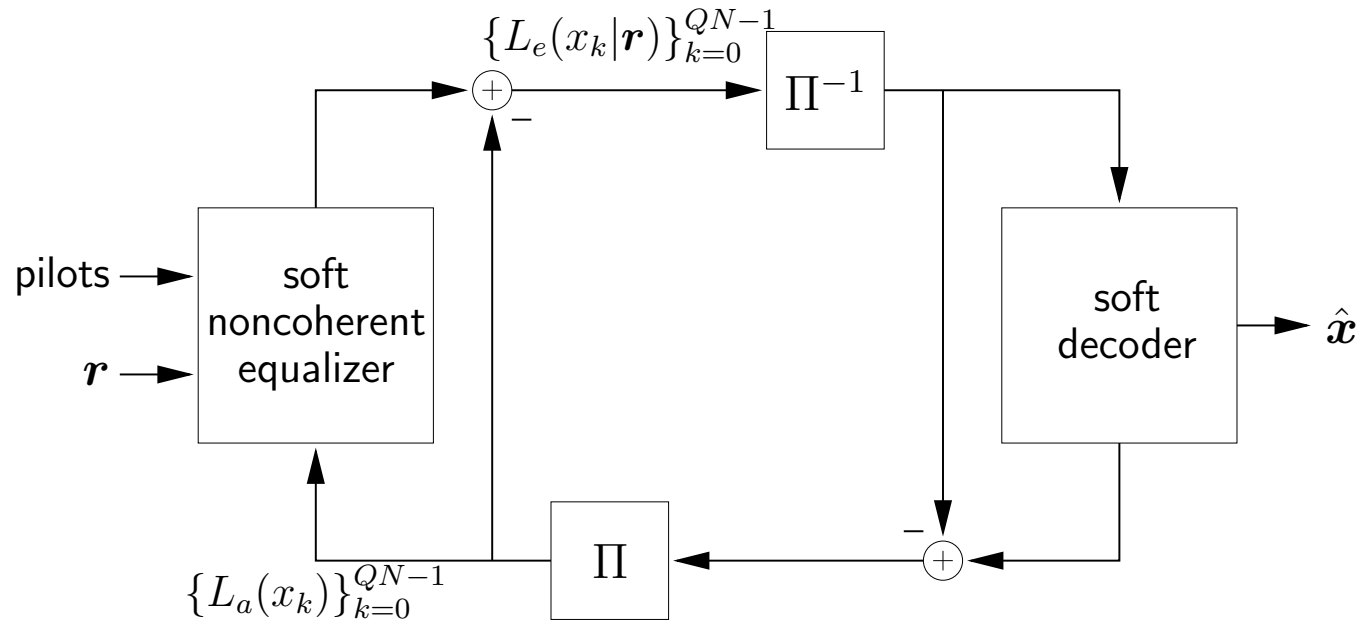 {L_e(x_k|r)}_{k=0}^{QN−1}
+
−
Π^{−1}
pilots
r
soft
noncoherent
equalizer
soft
decoder
x̂
−
+
Π
{L_a(x_k)}_{k=0}^{QN−1}